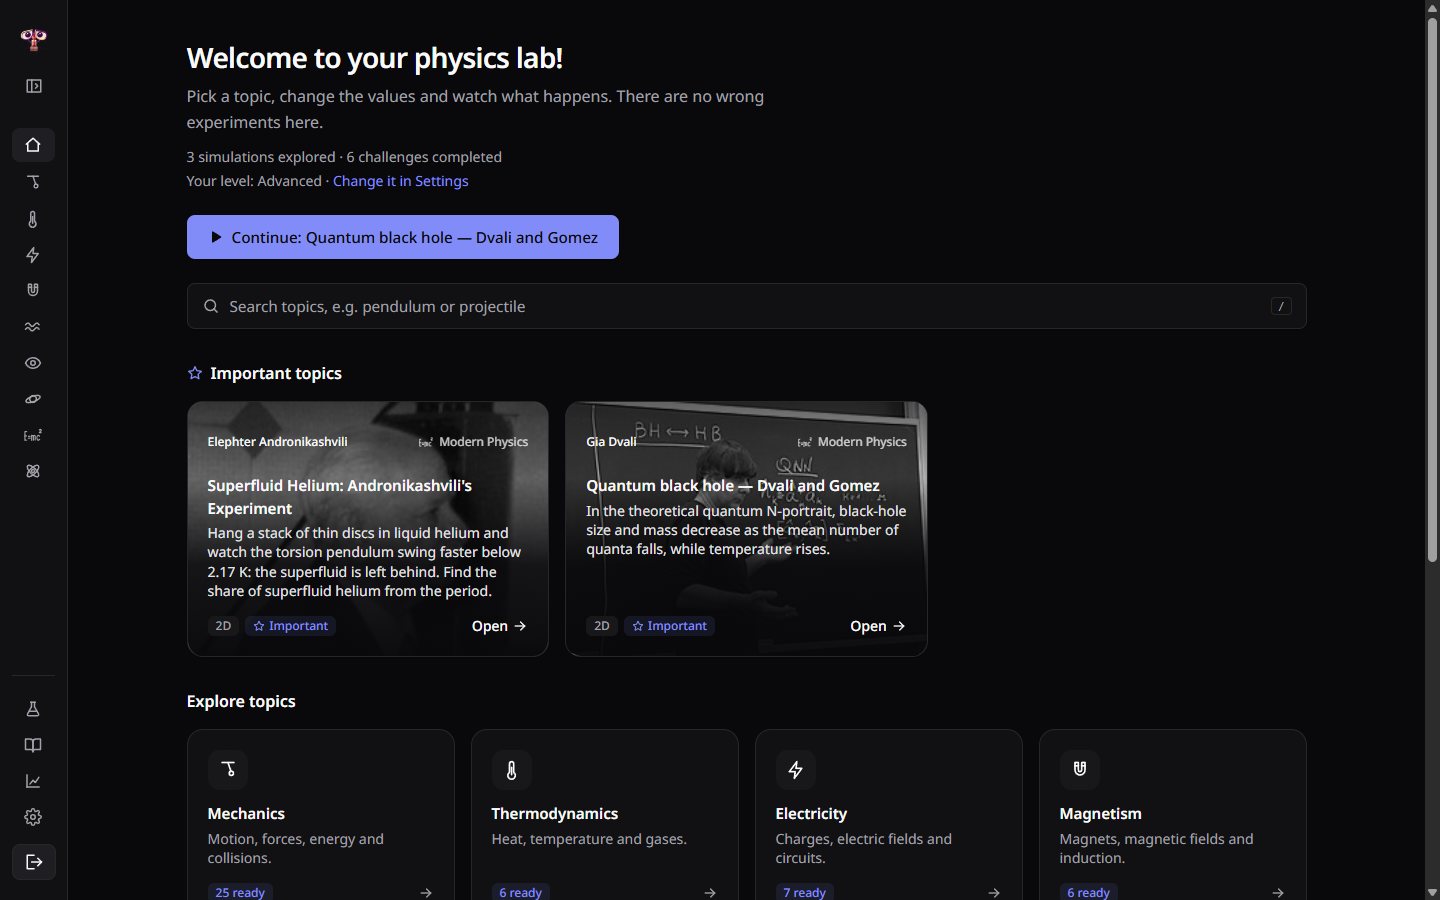 Welcome to your physics lab!
Pick a topic, change the values and watch what happens. There are no wrong
experiments here.
3 simulations explored · 6 challenges completed
Your level: Advanced · Change it in Settings
Continue: Quantum black hole — Dvali and Gomez
Search topics, e.g. pendulum or projectile
/
Important topics
Elephter Andronikashvili
E=mc² Modern Physics
Superfluid Helium: Andronikashvili's
Experiment
Hang a stack of thin discs in liquid helium and
watch the torsion pendulum swing faster below
2.17 K: the superfluid is left behind. Find the
share of superfluid helium from the period.
2D
Important
Open →
BH ↔ HB
Gia Dvali
E=mc² Modern Physics
QNN
Quantum black hole — Dvali and Gomez
In the theoretical quantum N-portrait, black-hole
size and mass decrease as the mean number of
quanta falls, while temperature rises.
2D
Important
Open →
E=mc²
Explore topics
Mechanics
Motion, forces, energy and
collisions.
25 ready
Thermodynamics
Heat, temperature and gases.
6 ready
Electricity
Charges, electric fields and
circuits.
7 ready
Magnetism
Magnets, magnetic fields and
induction.
6 ready